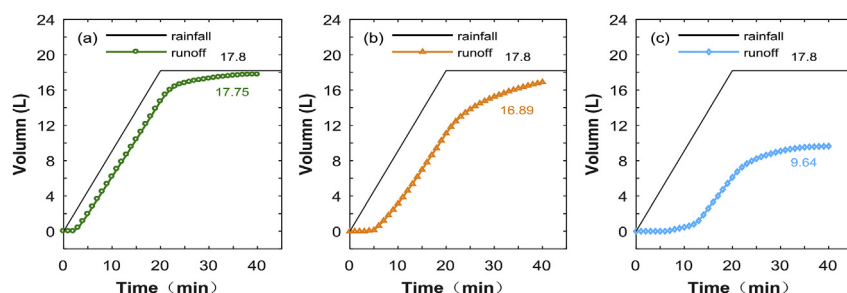 (a)
rainfall
runoff
17.8
17.75
Volumn (L)
24
20
16
12
8
4
0
0 10 20 30 40
Time（min）
(b)
rainfall
runoff
17.8
16.89
Volumn (L)
24
20
16
12
8
4
0
0 10 20 30 40
Time（min）
(c)
rainfall
runoff
17.8
9.64
Volumn (L)
24
20
16
12
8
4
0
0 10 20 30 40
Time（min）